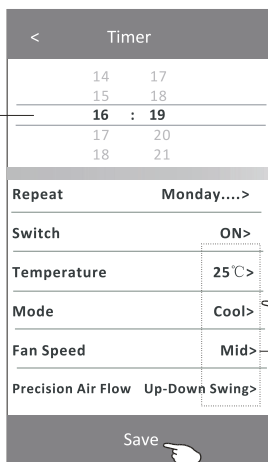 < Timer
14 17
15 18
16 : 19
17 20
18 21
Repeat Monday....>
Switch ON>
Temperature 25℃>
Mode Cool>
Fan Speed Mid>
Precision Air Flow Up-Down Swing>
Save